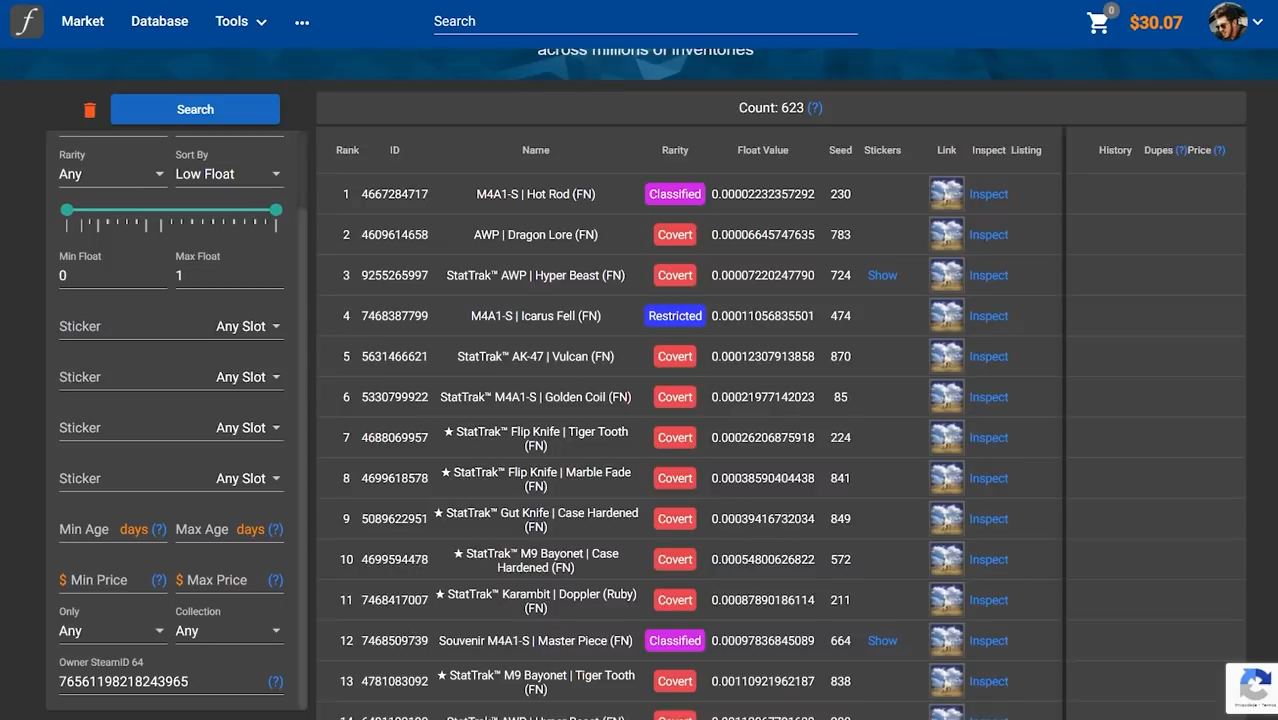 f
Market
Database
Tools
...
Search
0
$30.07
across millions of inventories
Search
Count: 623 (?)
Rarity
Sort By
Any
Low Float
Min Float
Max Float
0
1
Sticker
Any Slot
Sticker
Any Slot
Sticker
Any Slot
Sticker
Any Slot
Min Age days (?)
Max Age days (?)
$ Min Price (?)
$ Max Price (?)
Only
Collection
Any
Any
Owner SteamID 64
76561198218243965 (?)
Rank ID Name Rarity Float Value Seed Stickers Link Inspect Listing History Dupes (?) Price (?)
1 4667284717 M4A1-S | Hot Rod (FN) Classified 0.00002232357292 230 Inspect
2 4609614658 AWP | Dragon Lore (FN) Covert 0.00006645747635 783 Inspect
3 9255265997 StatTrak™ AWP | Hyper Beast (FN) Covert 0.00007220247790 724 Show Inspect
4 7468387799 M4A1-S | Icarus Fell (FN) Restricted 0.00011056835501 474 Inspect
5 5631466621 StatTrak™ AK-47 | Vulcan (FN) Covert 0.00012307913858 870 Inspect
6 5330799322 StatTrak™ M4A1-S | Golden Coil (FN) Covert 0.00021977142023 85 Inspect
7 4688069957 ★ StatTrak™ Flip Knife | Tiger Tooth Covert 0.00026206875918 224 Inspect
(FN)
8 4699618578 ★ StatTrak™ Flip Knife | Marble Fade Covert 0.00038590404438 841 Inspect
(FN)
9 5089622951 ★ StatTrak™ Gut Knife | Case Hardened Covert 0.00039416732034 849 Inspect
(FN)
10 4699594478 ★ StatTrak™ M9 Bayonet | Case Covert 0.00054800626822 572 Inspect
Hardened (FN)
11 7468417007 ★ StatTrak™ Karambit | Doppler (Ruby) Covert 0.00087890186114 211 Inspect
(FN)
12 7468509739 Souvenir M4A1-S | Master Piece (FN) Classified 0.00097836845089 664 Show Inspect
13 4781083092 ★ StatTrak™ M9 Bayonet | Tiger Tooth Covert 0.00110921962187 838 Inspect
(FN)